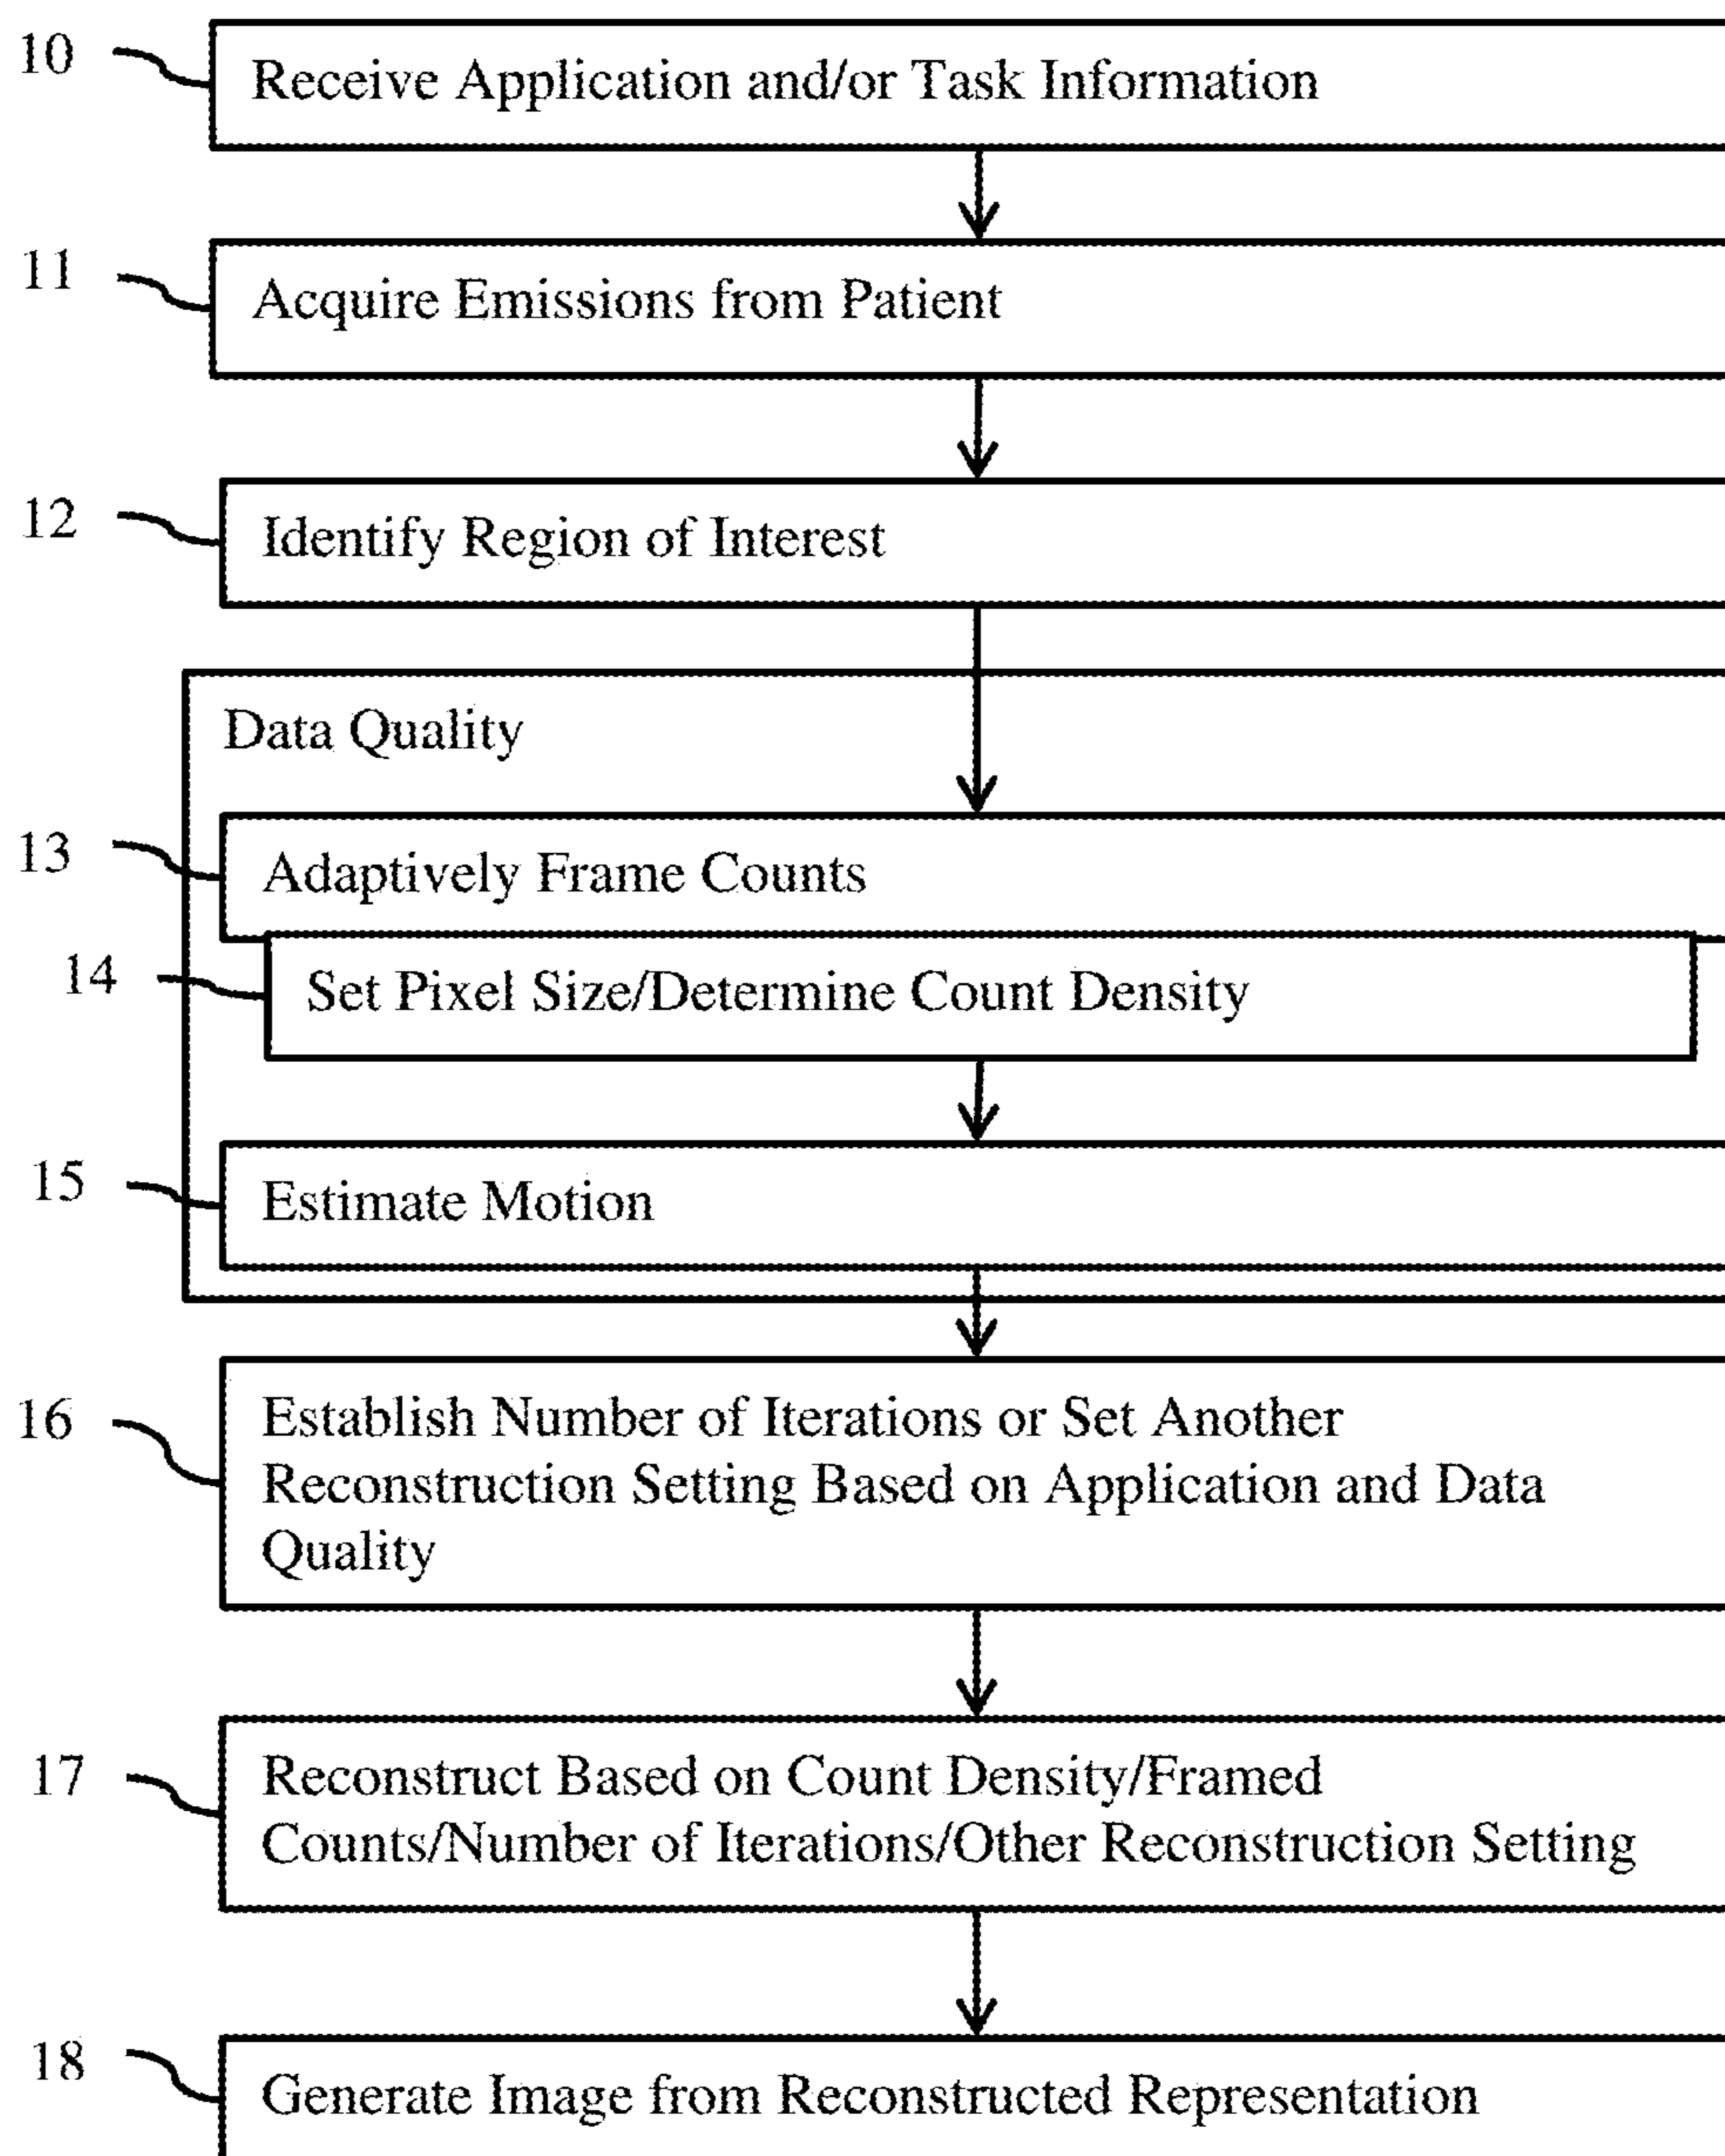 10
Receive Application and/or Task Information
11
Acquire Emissions from Patient
12
Identify Region of Interest
Data Quality
13
Adaptively Frame Counts
14
Set Pixel Size/Determine Count Density
15
Estimate Motion
16
Establish Number of Iterations or Set Another
Reconstruction Setting Based on Application and Data
Quality
17
Reconstruct Based on Count Density/Framed
Counts/Number of Iterations/Other Reconstruction Setting
18
Generate Image from Reconstructed Representation